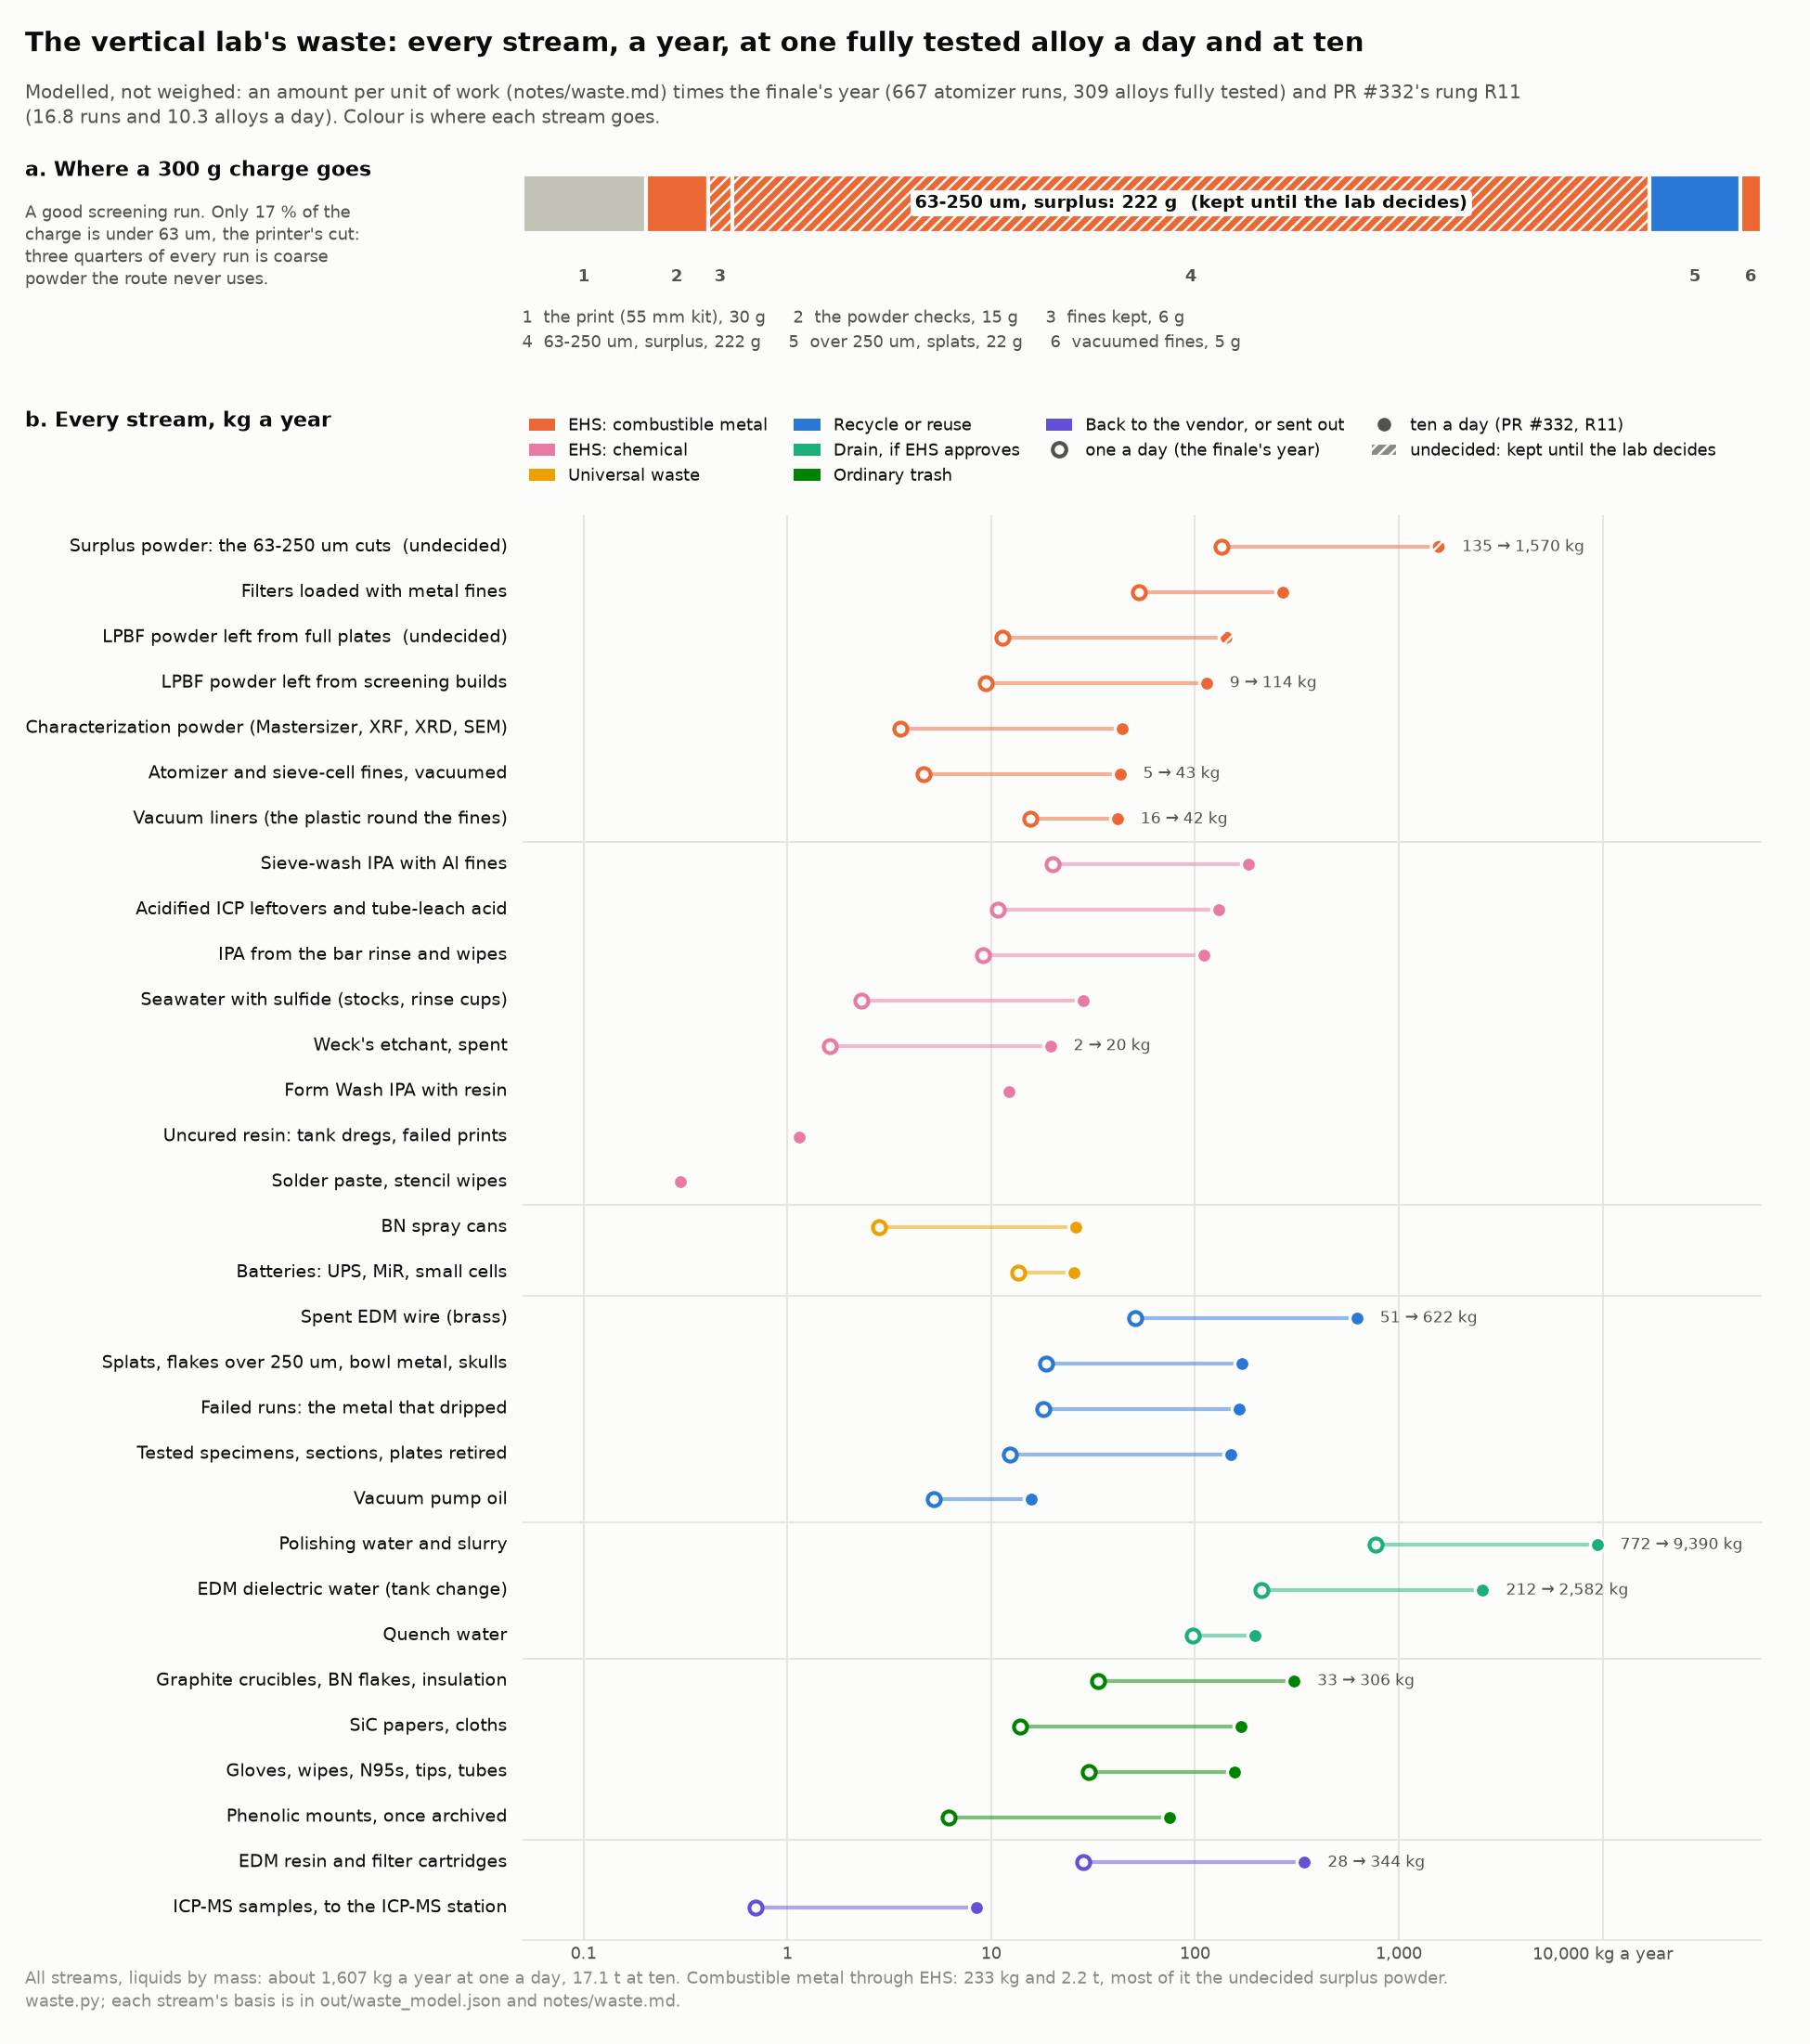 The vertical lab's waste: every stream, a year, at one fully tested alloy a day and at ten
Modelled, not weighed: an amount per unit of work (notes/waste.md) times the finale's year (667 atomizer runs, 309 alloys fully tested) and PR #332's rung R11
(16.8 runs and 10.3 alloys a day). Colour is where each stream goes.
a. Where a 300 g charge goes
A good screening run. Only 17 % of the
charge is under 63 um, the printer's cut:
three quarters of every run is coarse
powder the route never uses.
63-250 um, surplus: 222 g  (kept until the lab decides)
1 2 3 4 5 6
1  the print (55 mm kit), 30 g 2  the powder checks, 15 g 3  fines kept, 6 g
4  63-250 um, surplus, 222 g 5  over 250 um, splats, 22 g 6  vacuumed fines, 5 g
b. Every stream, kg a year
EHS: combustible metal Recycle or reuse Back to the vendor, or sent out ten a day (PR #332, R11)
EHS: chemical Drain, if EHS approves one a day (the finale's year) undecided: kept until the lab decides
Universal waste Ordinary trash
Surplus powder: the 63-250 um cuts  (undecided) 135 → 1,570 kg
Filters loaded with metal fines
LPBF powder left from full plates  (undecided)
LPBF powder left from screening builds 9 → 114 kg
Characterization powder (Mastersizer, XRF, XRD, SEM)
Atomizer and sieve-cell fines, vacuumed 5 → 43 kg
Vacuum liners (the plastic round the fines) 16 → 42 kg
Sieve-wash IPA with Al fines
Acidified ICP leftovers and tube-leach acid
IPA from the bar rinse and wipes
Seawater with sulfide (stocks, rinse cups)
Weck's etchant, spent 2 → 20 kg
Form Wash IPA with resin
Uncured resin: tank dregs, failed prints
Solder paste, stencil wipes
BN spray cans
Batteries: UPS, MiR, small cells
Spent EDM wire (brass) 51 → 622 kg
Splats, flakes over 250 um, bowl metal, skulls
Failed runs: the metal that dripped
Tested specimens, sections, plates retired
Vacuum pump oil
Polishing water and slurry 772 → 9,390 kg
EDM dielectric water (tank change) 212 → 2,582 kg
Quench water
Graphite crucibles, BN flakes, insulation 33 → 306 kg
SiC papers, cloths
Gloves, wipes, N95s, tips, tubes
Phenolic mounts, once archived
EDM resin and filter cartridges 28 → 344 kg
ICP-MS samples, to the ICP-MS station
0.1 1 10 100 1,000 10,000 kg a year
All streams, liquids by mass: about 1,607 kg a year at one a day, 17.1 t at ten. Combustible metal through EHS: 233 kg and 2.2 t, most of it the undecided surplus powder.
waste.py; each stream's basis is in out/waste_model.json and notes/waste.md.